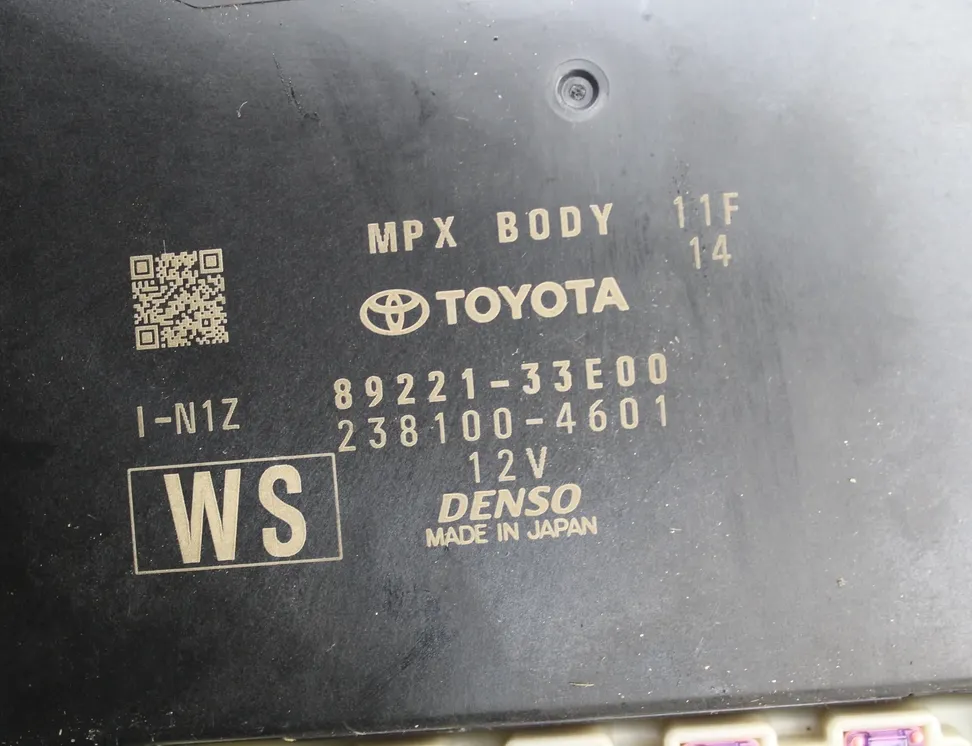 MPX BODY 11F
14
TOYOTA
89221-33E00
I-N1Z 238100-4601
12V
WS
DENSO
MADE IN JAPAN